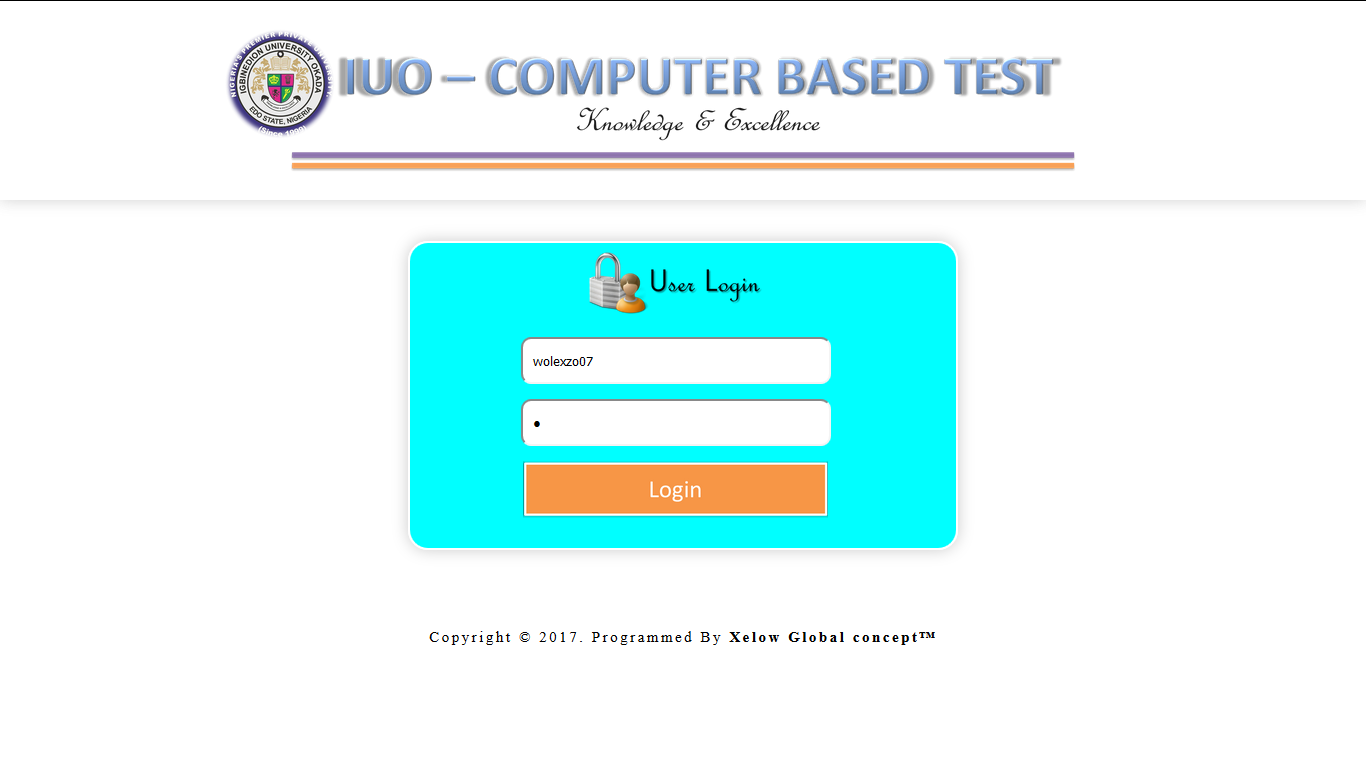 NIGERIAN PREMIER PRIVATE UNIVERSITY
IGBINEDION UNIVERSITY OKADA
EDO STATE, NIGERIA
(Since 1999)
IUO – COMPUTER BASED TEST
Knowledge & Excellence
User Login
wolexzo07
Login
Copyright © 2017. Programmed By Xelow Global concept™